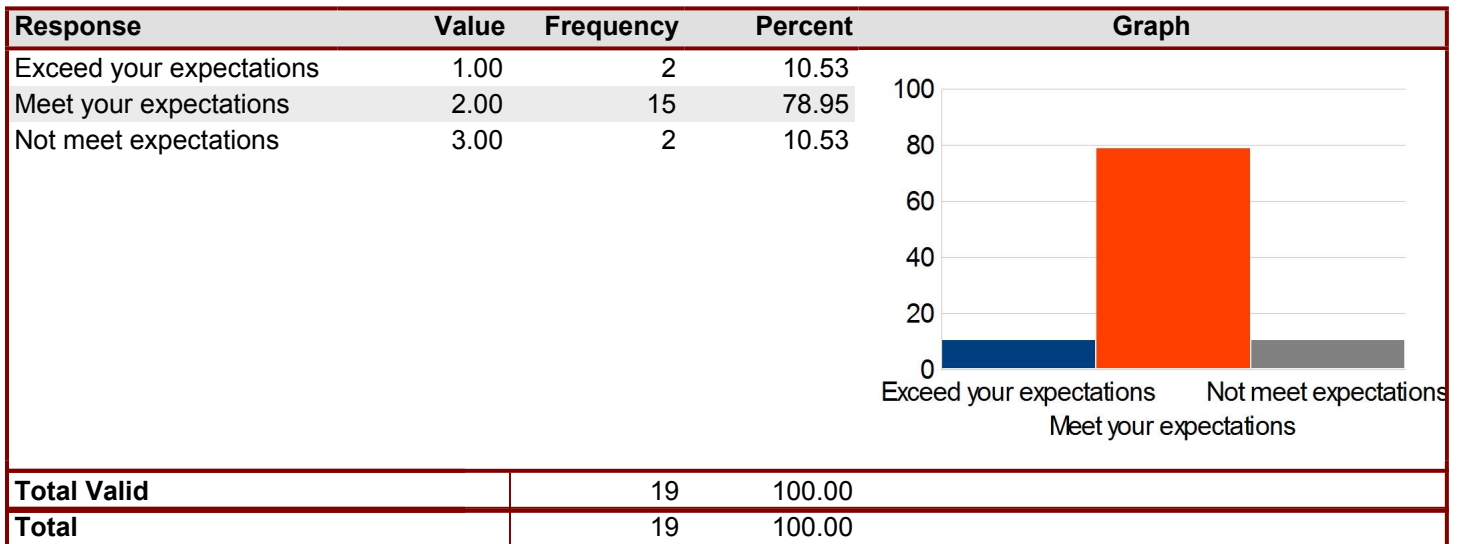 Response Value Frequency Percent Graph
Exceed your expectations 1.00 2 10.53
Meet your expectations 2.00 15 78.95
Not meet expectations 3.00 2 10.53
100
80
60
40
20
0
Exceed your expectations Not meet expectations
Meet your expectations
Total Valid 19 100.00
Total 19 100.00